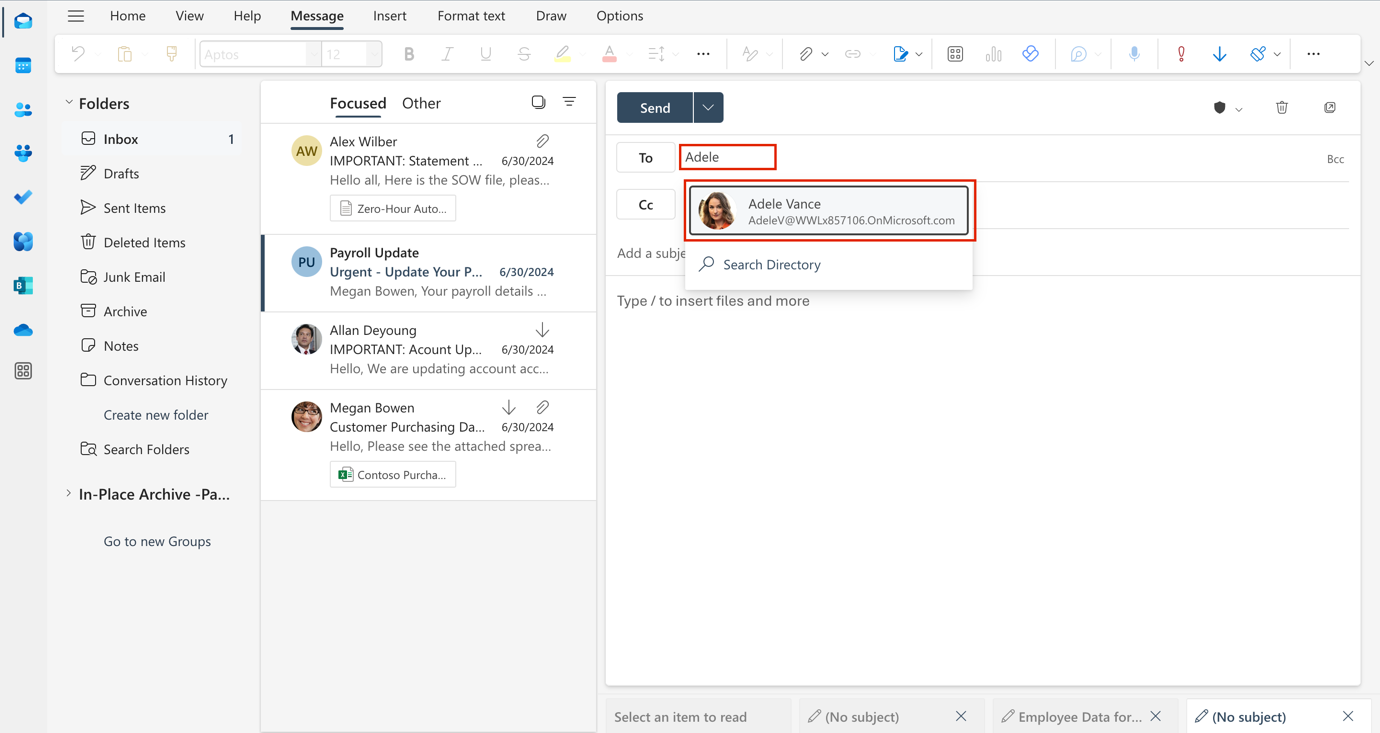 Home View Help Message Insert Format text Draw Options
Aptos 12
Send
Folders
Inbox 1
Drafts
Sent Items
Deleted Items
Junk Email
Archive
Notes
Conversation History
Create new folder
Search Folders
In-Place Archive -Pa...
Go to new Groups
Focused Other
AW
Alex Wilber
IMPORTANT: Statement ... 6/30/2024
Hello all, Here is the SOW file, pleas...
Zero-Hour Auto...
PU
Payroll Update
Urgent - Update Your P... 6/30/2024
Megan Bowen, Your payroll details ...
Allan Deyoung
IMPORTANT: Acount Up... 6/30/2024
Hello, We are updating account acc...
Megan Bowen
Customer Purchasing Da... 6/30/2024
Hello, Please see the attached sprea...
Contoso Purcha...
To Adele Bcc
Cc
Adele Vance
AdeleV@WWLx857106.OnMicrosoft.com
Search Directory
Add a subje
Type / to insert files and more
Select an item to read (No subject) Employee Data for... (No subject)